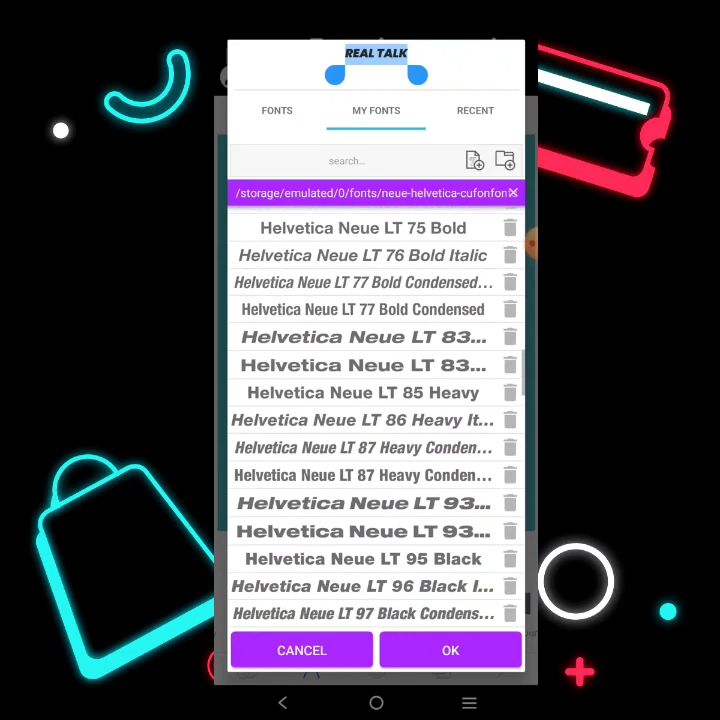 REAL TALK
FONTS
MY FONTS
RECENT
search...
/storage/emulated/0/fonts/neue-helvetica-cufonfon
Helvetica Neue LT 75 Bold
Helvetica Neue LT 76 Bold Italic
Helvetica Neue LT 77 Bold Condensed...
Helvetica Neue LT 77 Bold Condensed
Helvetica Neue LT 83...
Helvetica Neue LT 83...
Helvetica Neue LT 85 Heavy
Helvetica Neue LT 86 Heavy It...
Helvetica Neue LT 87 Heavy Conden...
Helvetica Neue LT 87 Heavy Conden...
Helvetica Neue LT 93...
Helvetica Neue LT 93...
Helvetica Neue LT 95 Black
Helvetica Neue LT 96 Black I...
Helvetica Neue LT 97 Black Condens...
CANCEL
OK